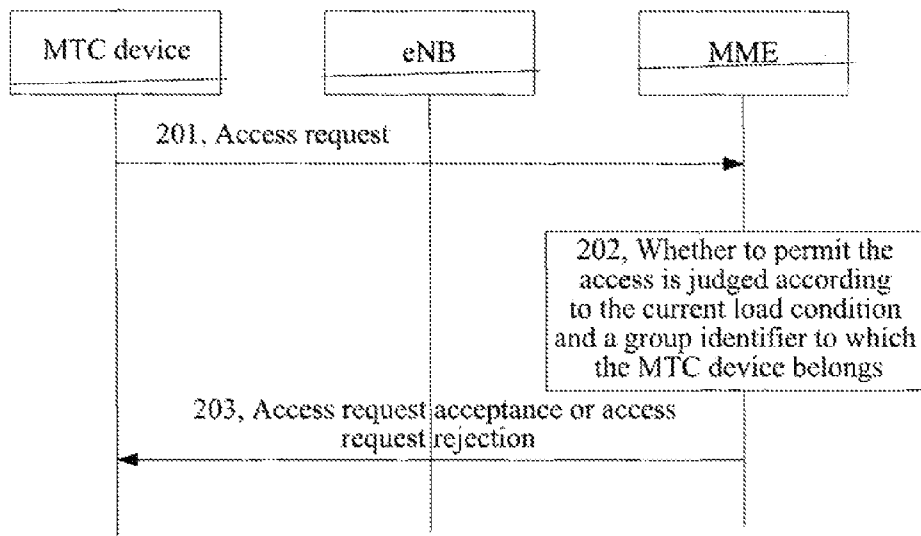 MTC device
eNB
MME
201, Access request
202, Whether to permit the
access is judged according
to the current load condition
and a group identifier to which
the MTC device belongs
203, Access request acceptance or access
request rejection